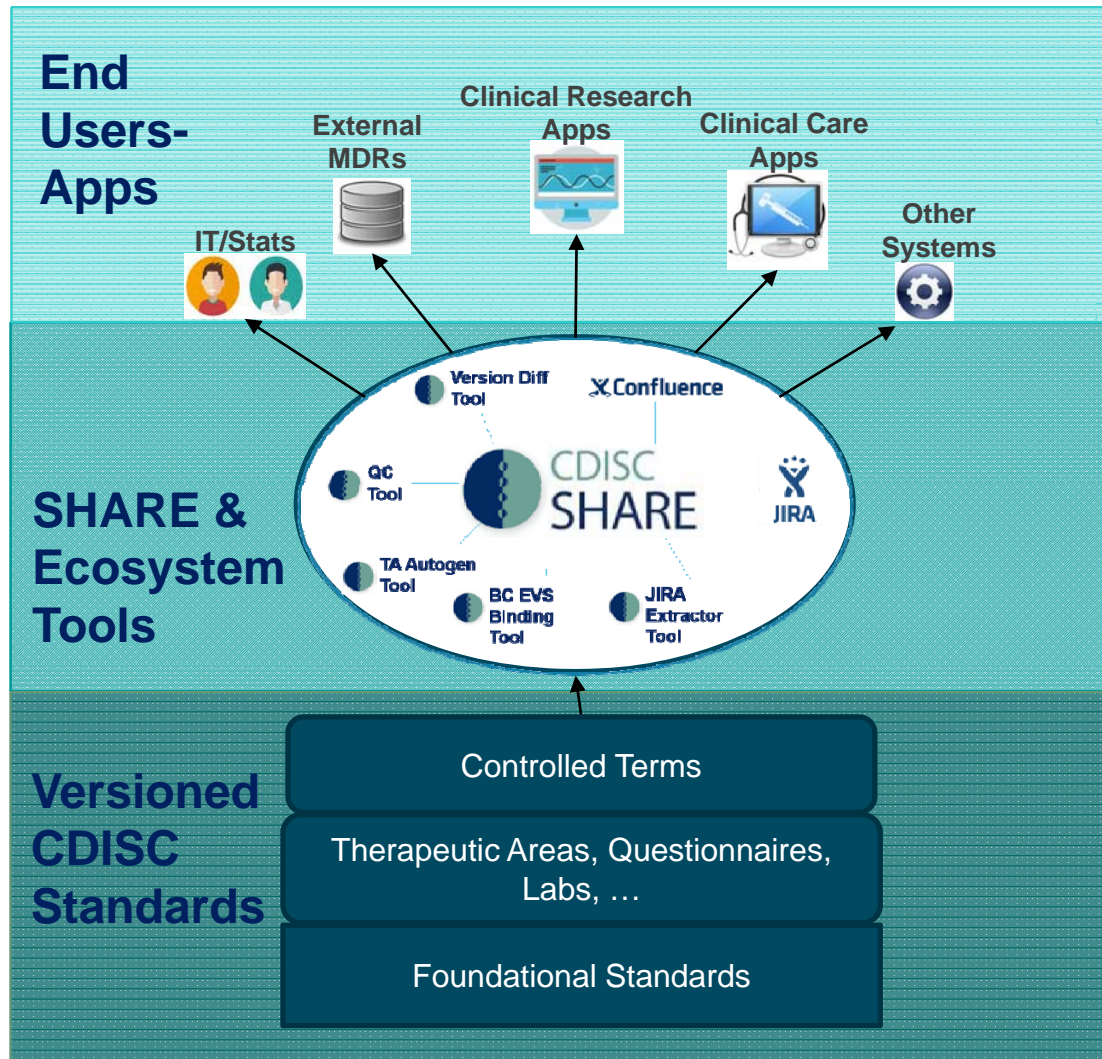 End
Users-
Apps
Clinical Research
Apps
External
MDRs
Clinical Care
Apps
IT/Stats
Other
Systems
SHARE &
Ecosystem
Tools
Version Diff
Tool
Confluence
QC
Tool
CDISC
SHARE
JIRA
TA Autogen
Tool
BC EVS
Binding
Tool
JIRA
Extractor
Tool
Versioned
CDISC
Standards
Controlled Terms
Therapeutic Areas, Questionnaires,
Labs, …
Foundational Standards